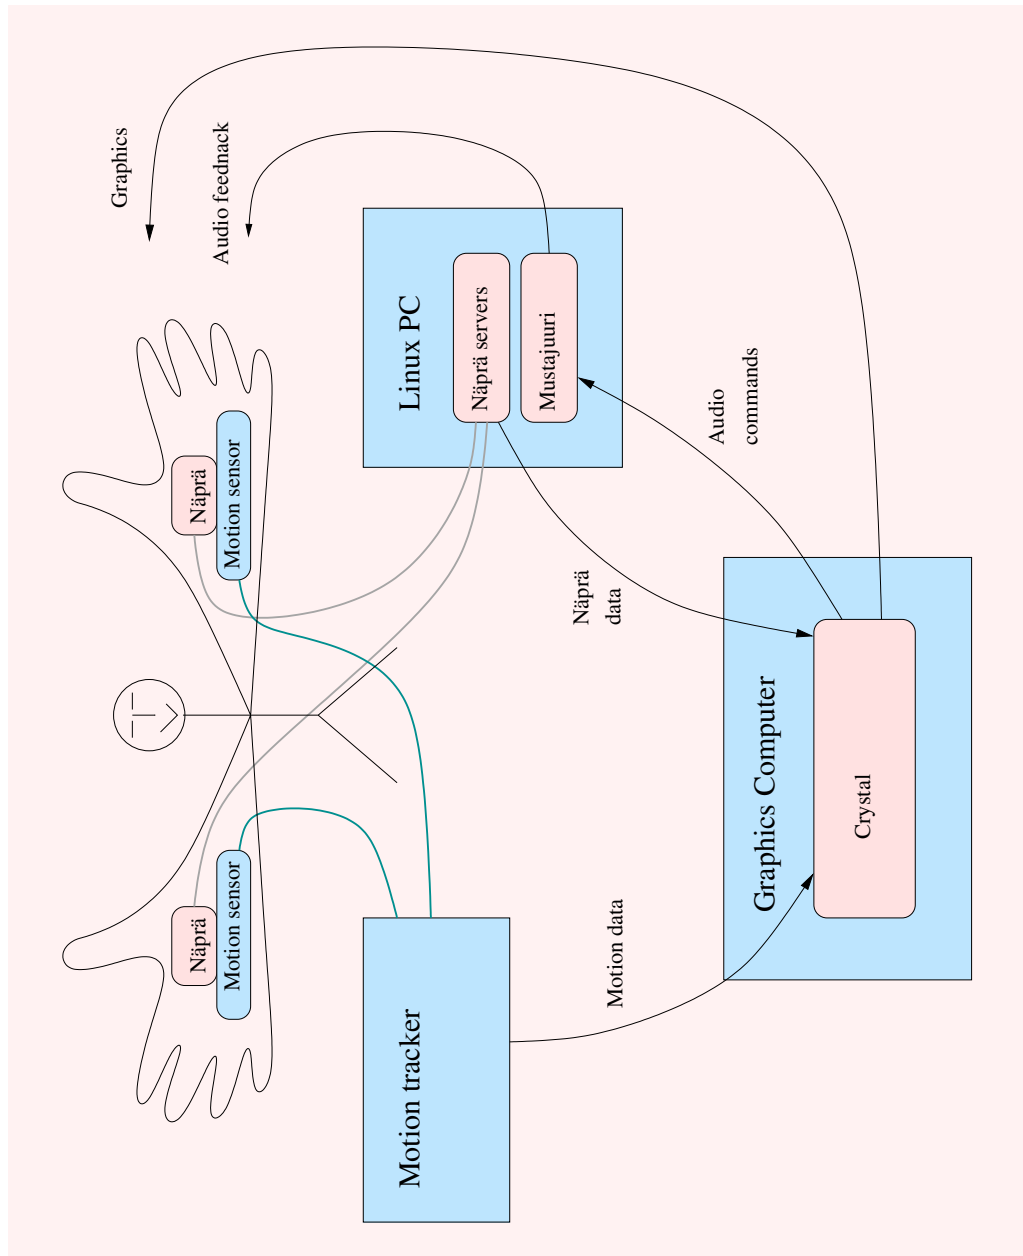 Graphics
Audio feednack
Näprä
Motion sensor
Näprä
Motion sensor
Linux PC
Näprä servers
Mustajuuri
Motion tracker
Näprä
data
Audio
commands
Motion data
Graphics Computer
Crystal